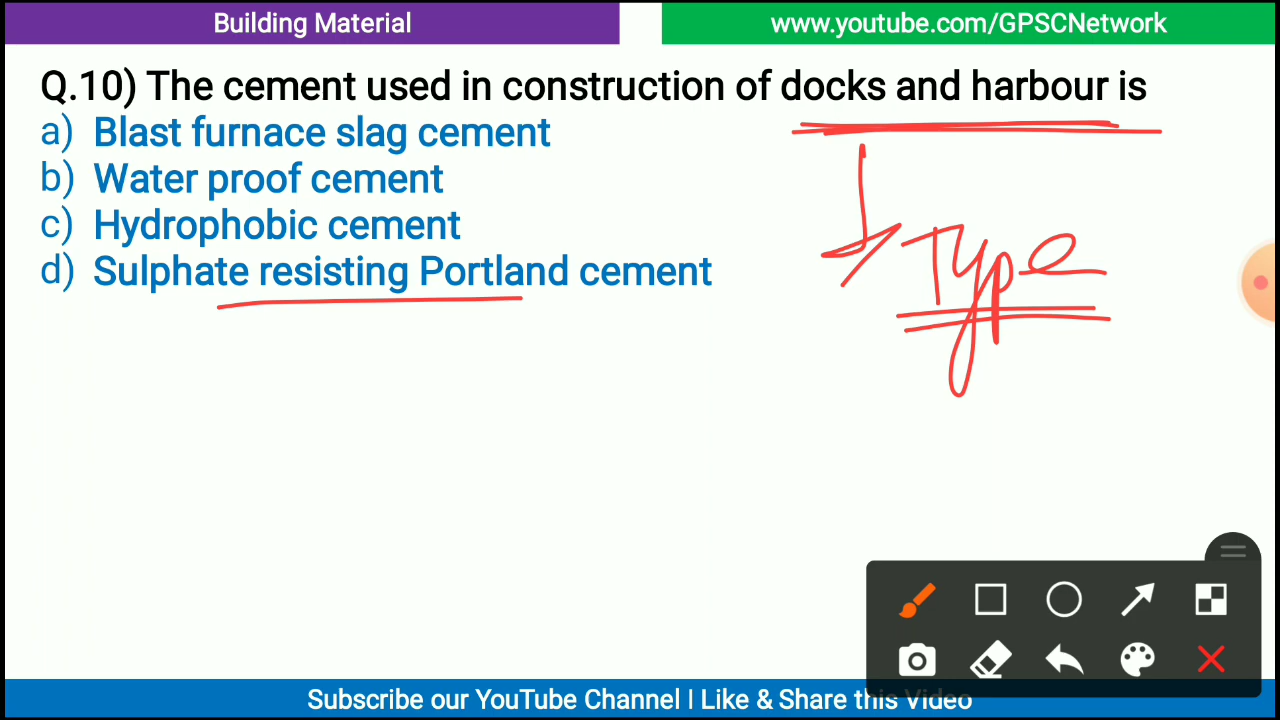 Building Material
www.youtube.com/GPSCNetwork
Q.10) The cement used in construction of docks and harbour is
a) Blast furnace slag cement
b) Water proof cement
c) Hydrophobic cement
d) Sulphate resisting Portland cement
Type
Subscribe our YouTube Channel I Like & Share this Video